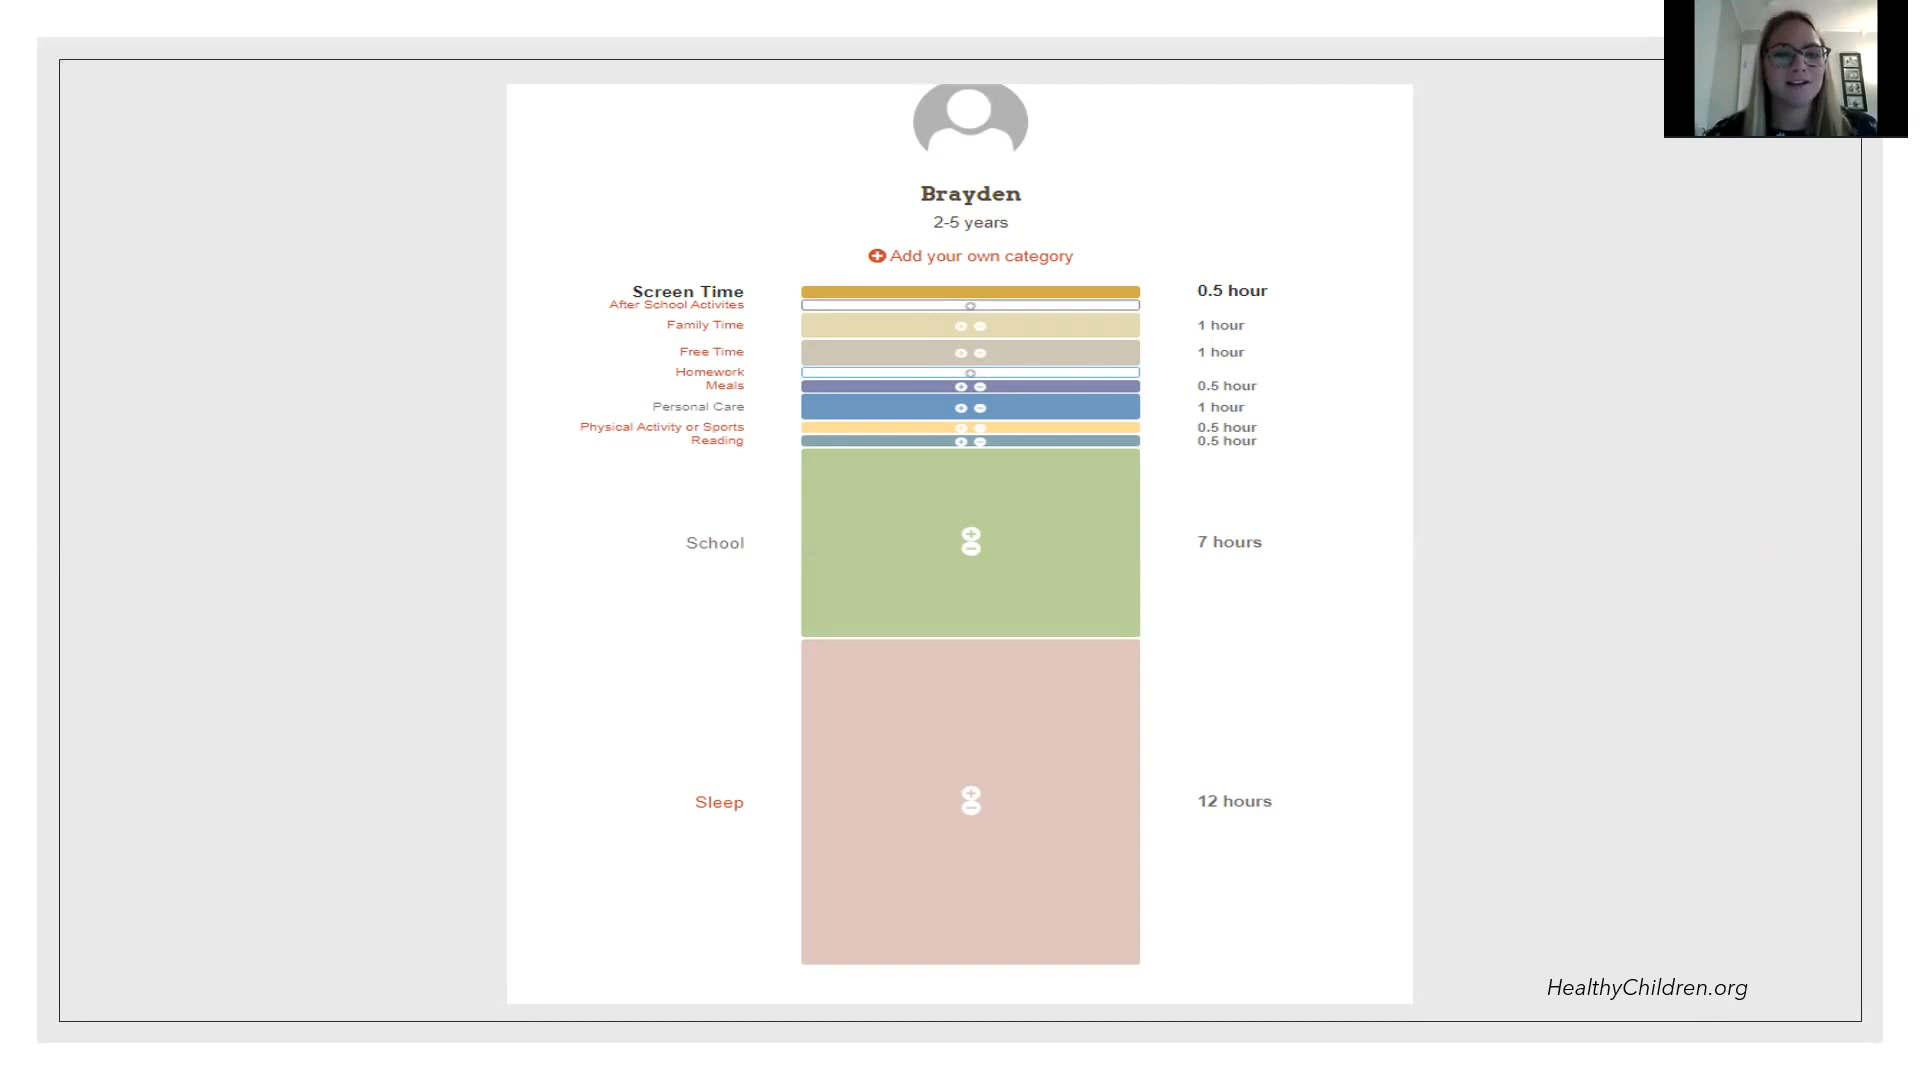 Brayden
2-5 years
Add your own category
Screen Time 0.5 hour
After School Activites
Family Time 1 hour
Free Time 1 hour
Homework
Meals 0.5 hour
Personal Care 1 hour
Physical Activity or Sports 0.5 hour
Reading 0.5 hour
School 7 hours
Sleep 12 hours
HealthyChildren.org